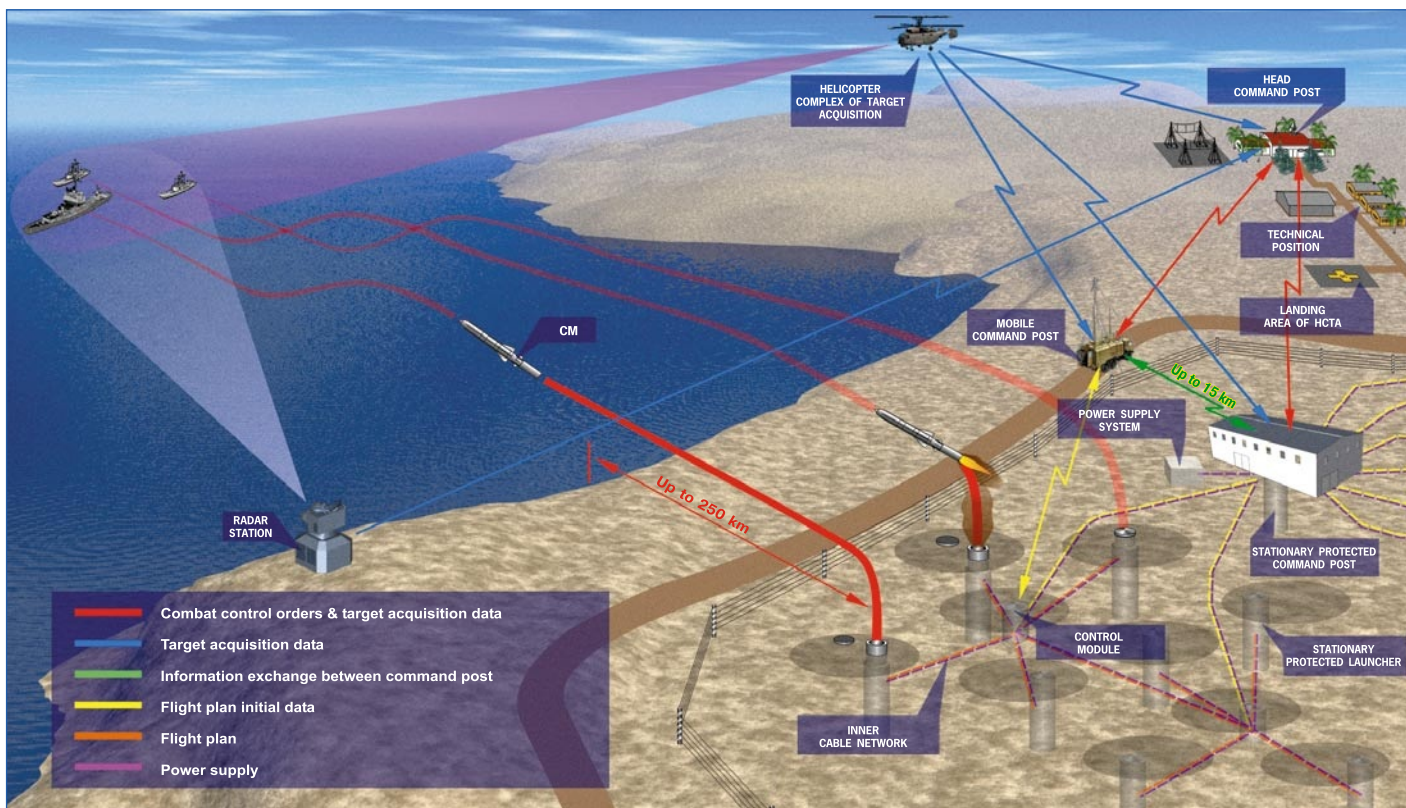 HELICOPTER
COMPLEX OF TARGET
ACQUISITION
HEAD
COMMAND POST
TECHNICAL
POSITION
LANDING
AREA OF HCTA
CM
MOBILE
COMMAND POST
Up to 15 km
POWER SUPPLY
SYSTEM
Up to 250 km
RADAR
STATION
STATIONARY PROTECTED
COMMAND POST
CONTROL
MODULE
STATIONARY
PROTECTED LAUNCHER
INNER
CABLE NETWORK
Combat control orders & target acquisition data
Target acquisition data
Information exchange between command post
Flight plan initial data
Flight plan
Power supply